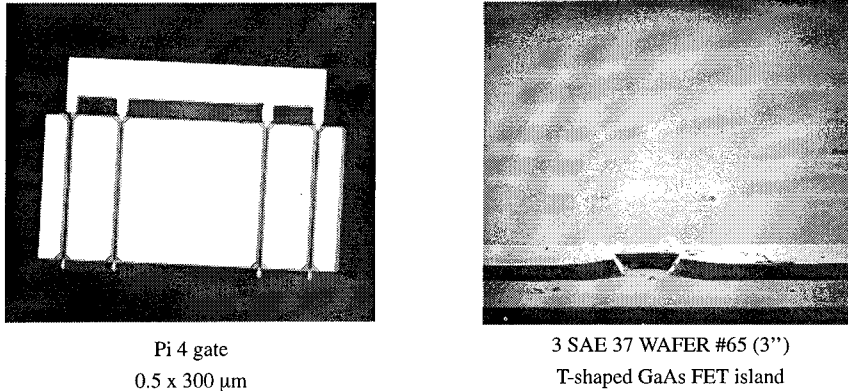 Pi 4 gate
0.5 x 300 μm
3 SAE 37 WAFER #65 (3’’)
T-shaped GaAs FET island